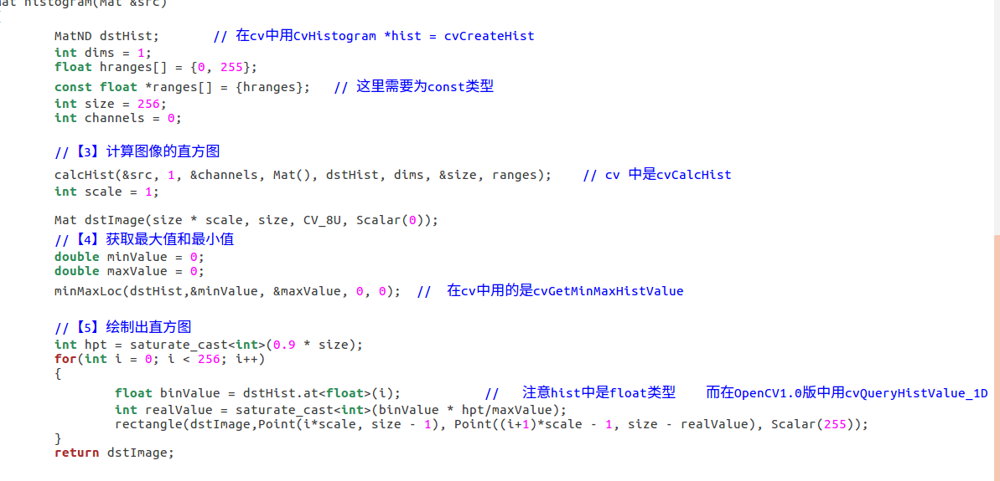 Mat histogram(Mat &src)
{
MatND dstHist; // 在cv中用CvHistogram *hist = cvCreateHist
int dims = 1;
float hranges[] = {0, 255};
const float *ranges[] = {hranges}; // 这里需要为const类型
int size = 256;
int channels = 0;
//【3】计算图像的直方图
calcHist(&src, 1, &channels, Mat(), dstHist, dims, &size, ranges); // cv 中是cvCalcHist
int scale = 1;
Mat dstImage(size * scale, size, CV_8U, Scalar(0));
//【4】获取最大值和最小值
double minValue = 0;
double maxValue = 0;
minMaxLoc(dstHist,&minValue, &maxValue, 0, 0); // 在cv中用的是cvGetMinMaxHistValue
//【5】绘制出直方图
int hpt = saturate_cast<int>(0.9 * size);
for(int i = 0; i < 256; i++)
{
float binValue = dstHist.at<float>(i); // 注意hist中是float类型 而在OpenCV1.0版中用cvQueryHistValue_1D
int realValue = saturate_cast<int>(binValue * hpt/maxValue);
rectangle(dstImage,Point(i*scale, size - 1), Point((i+1)*scale - 1, size - realValue), Scalar(255));
}
return dstImage;